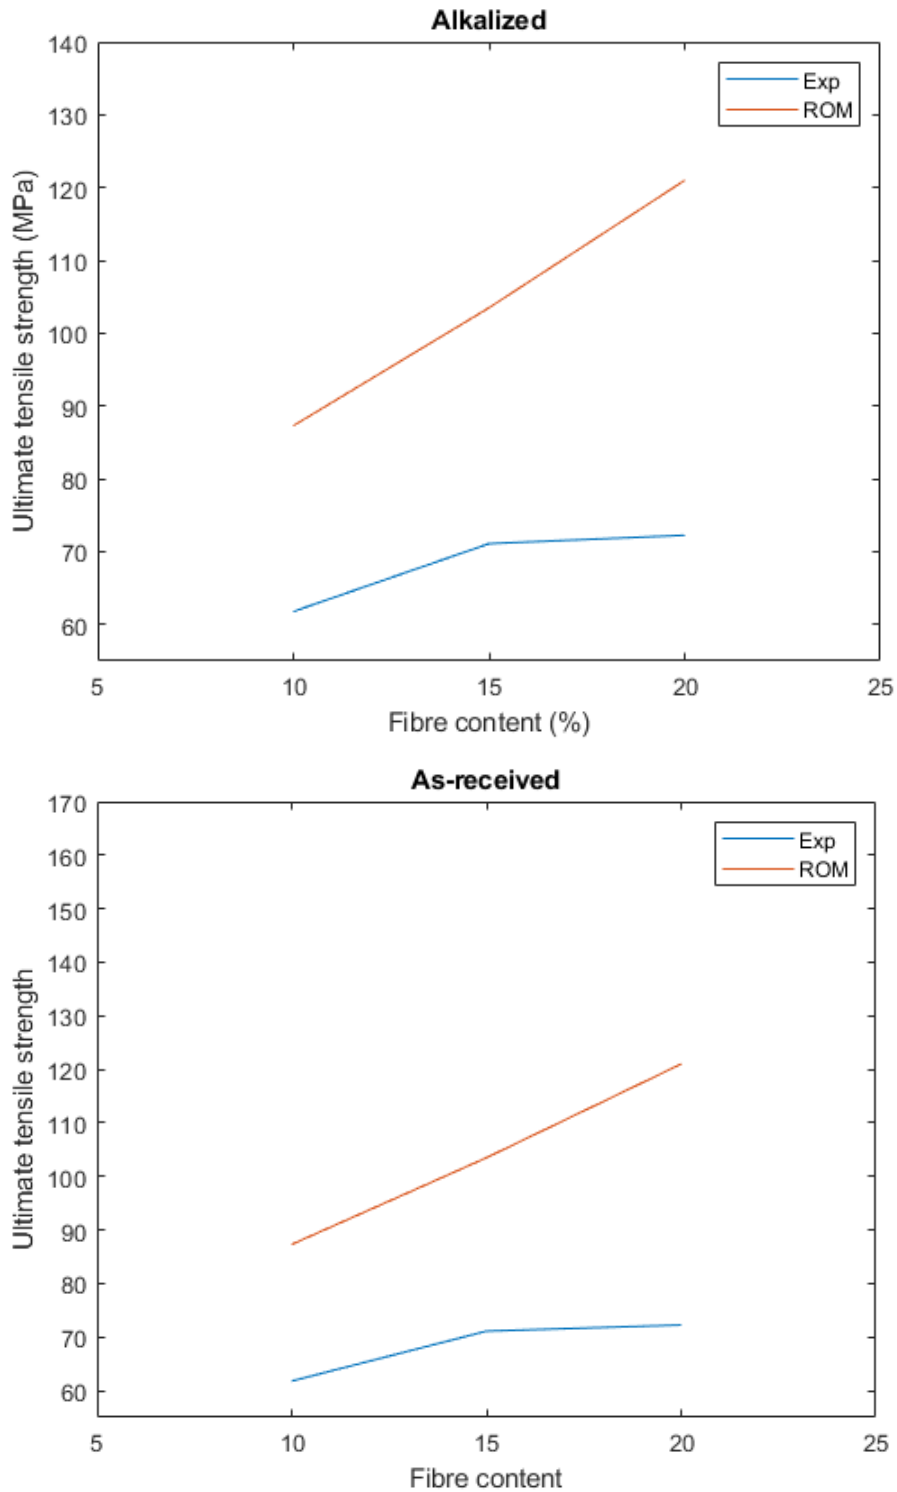 Alkalized
140
130
120
110
100
90
80
70
60
Ultimate tensile strength (MPa)
Exp
ROM
5 10 15 20 25
Fibre content (%)
As-received
170
160
150
140
130
120
110
100
90
80
70
60
Ultimate tensile strength
Exp
ROM
5 10 15 20 25
Fibre content